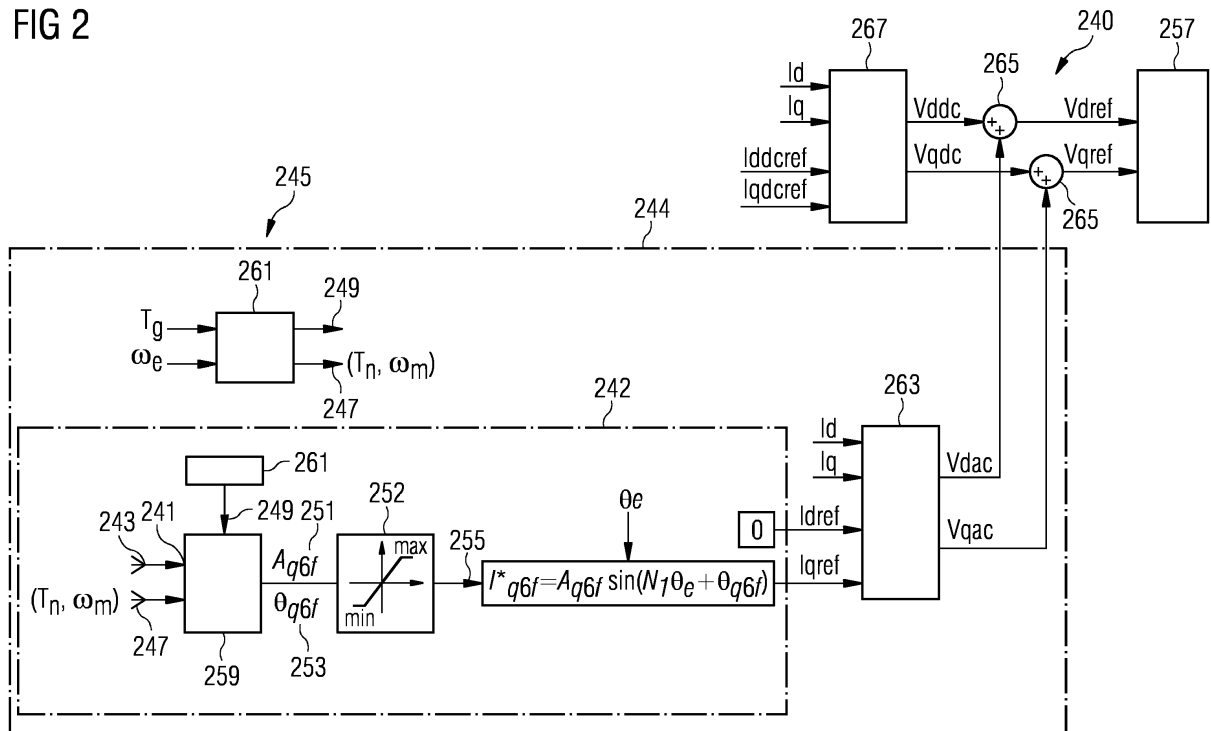 FIG 2
267
240
257
Id
265
Iq
Vddc
+
+
Vdref
Iddcref
Vqdc
+
+
Vqref
Iqdcref
265
245
244
261
249
Tg
ωe
(Tn, ωm)
247
242
263
Id
Iq
Vdac
261
243
241
249
251
252
θe
Aq6f
max
255
0
Idref
Vqac
I*q6f=Aq6f sin(N1θe+θq6f)
Iqref
(Tn, ωm)
θq6f
min
247
253
259